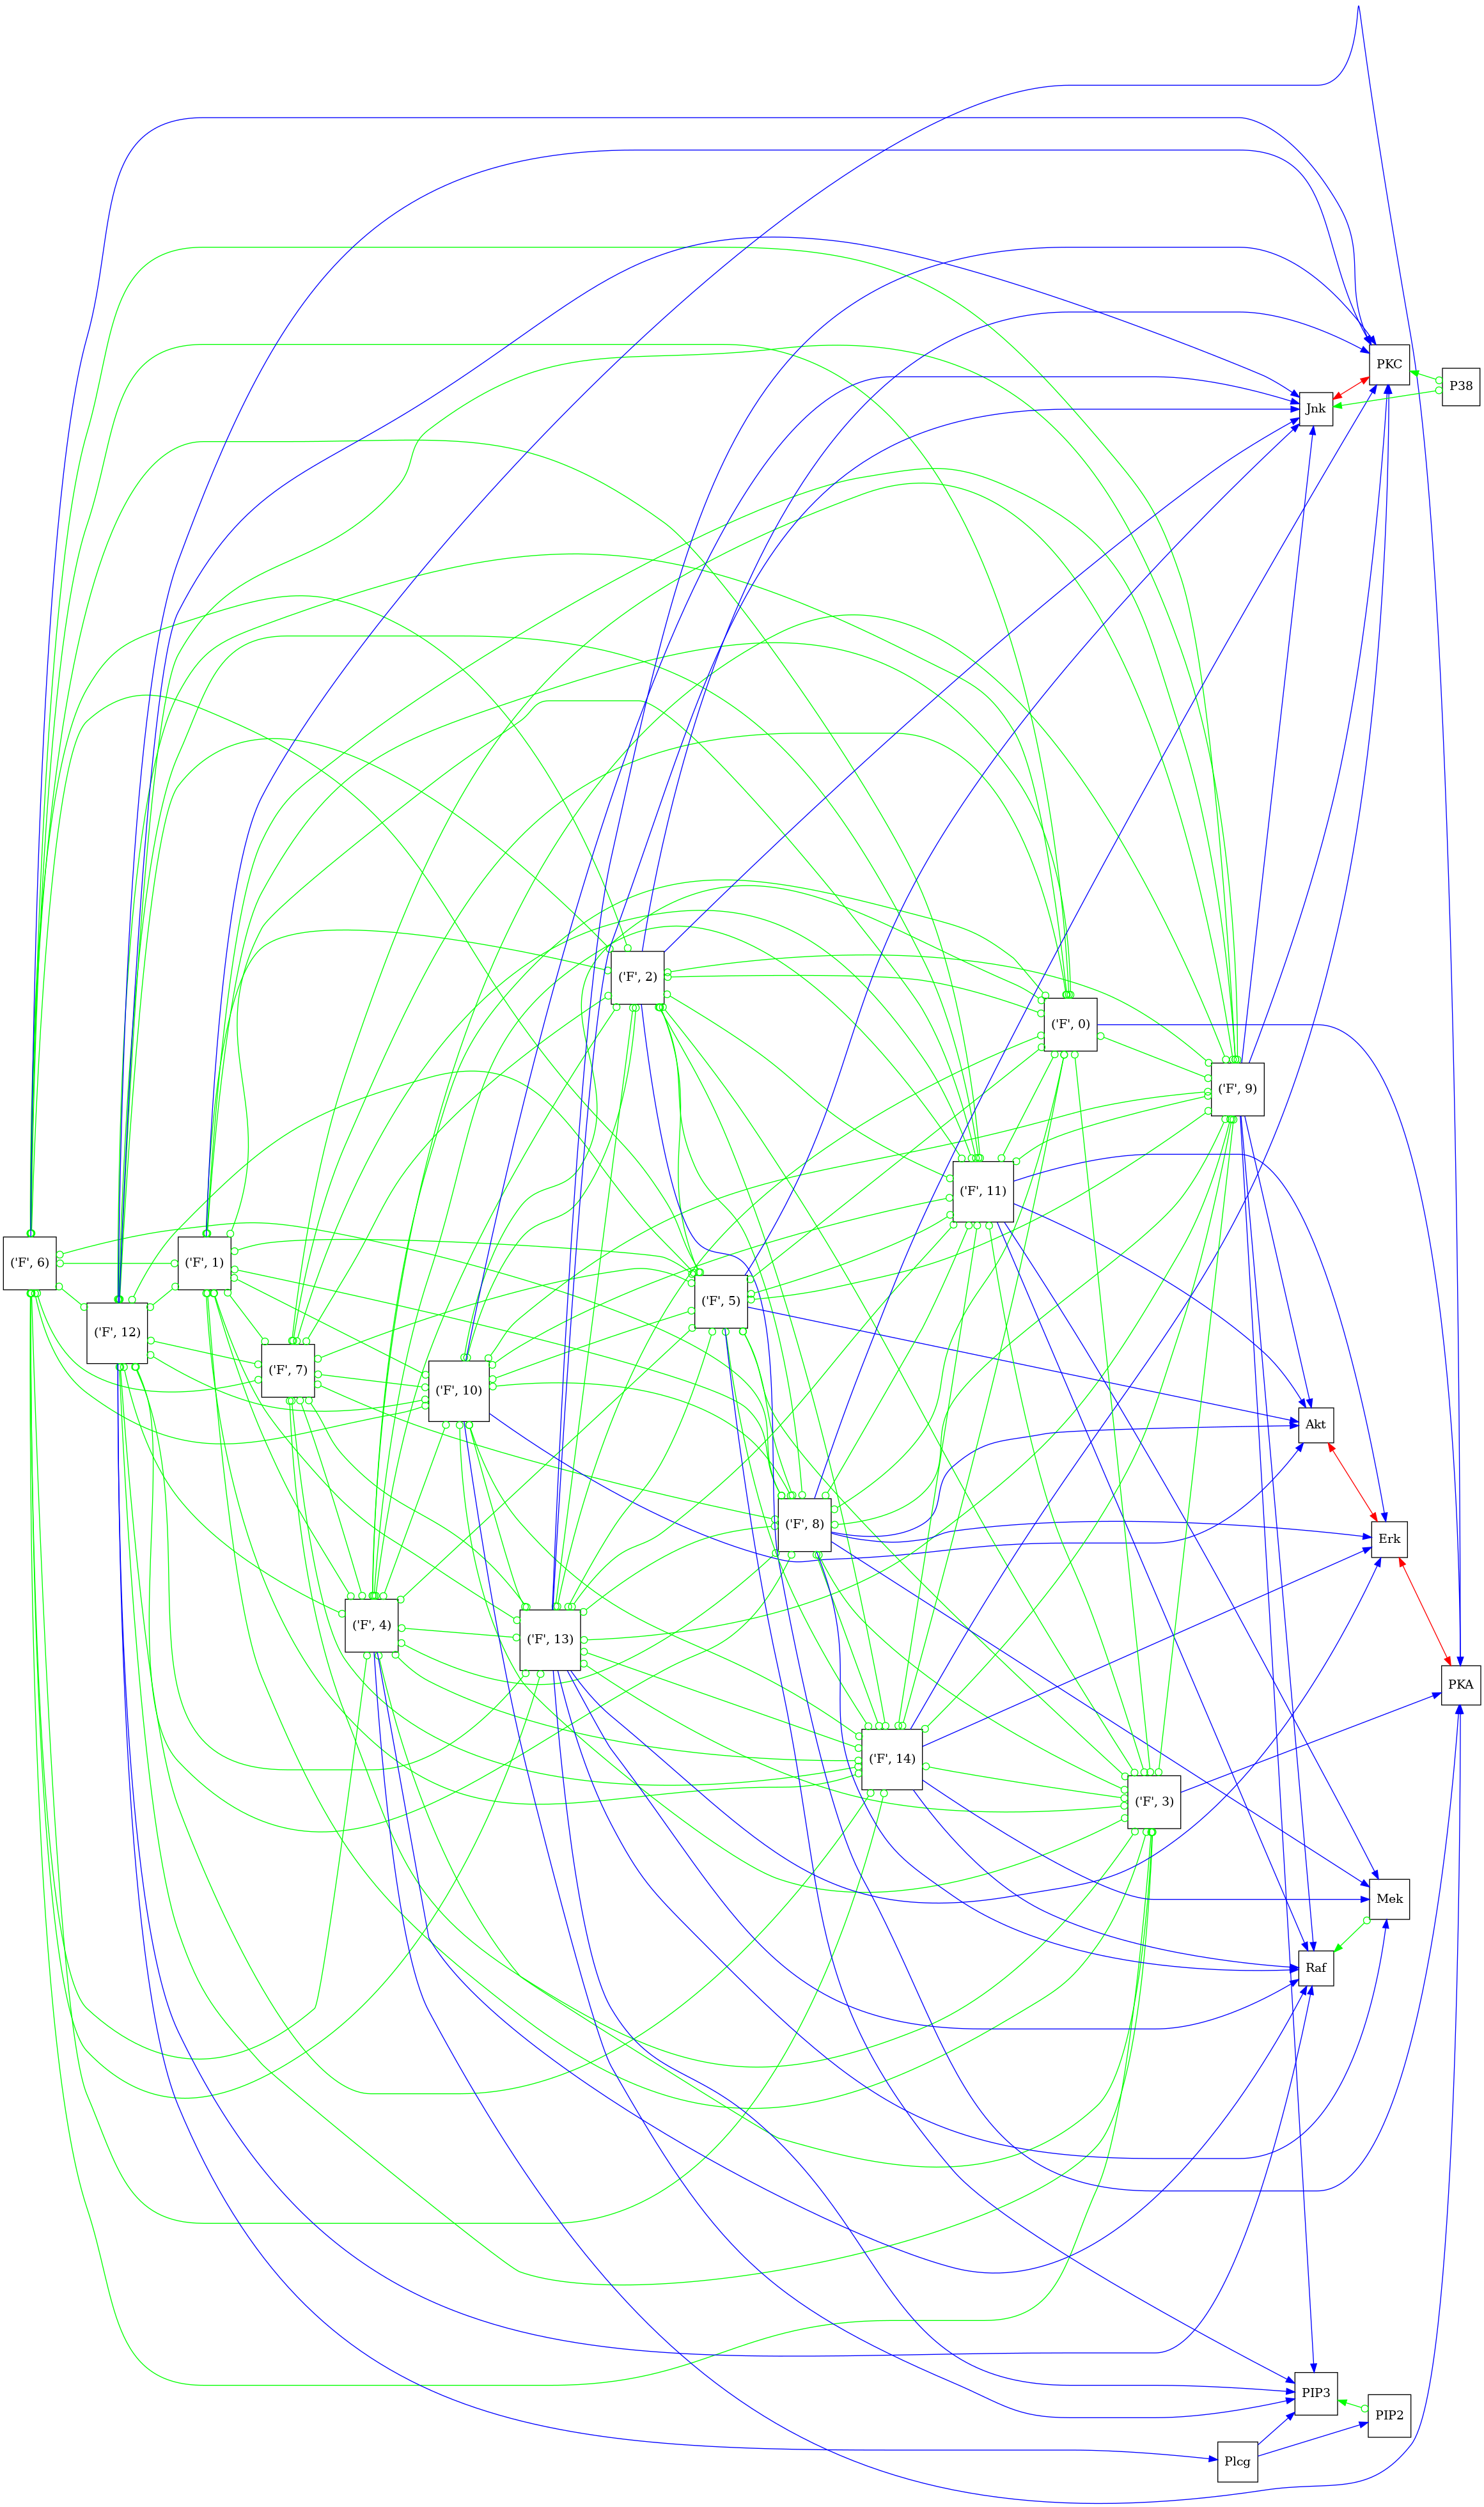 PKC
P38
Jnk
('F', 2)
('F', 0)
('F', 9)
('F', 11)
('F', 6)
('F', 1)
('F', 5)
('F', 12)
('F', 7)
('F', 10)
Akt
('F', 8)
Erk
('F', 4)
('F', 13)
PKA
('F', 14)
('F', 3)
Mek
Raf
PIP3
PIP2
Plcg